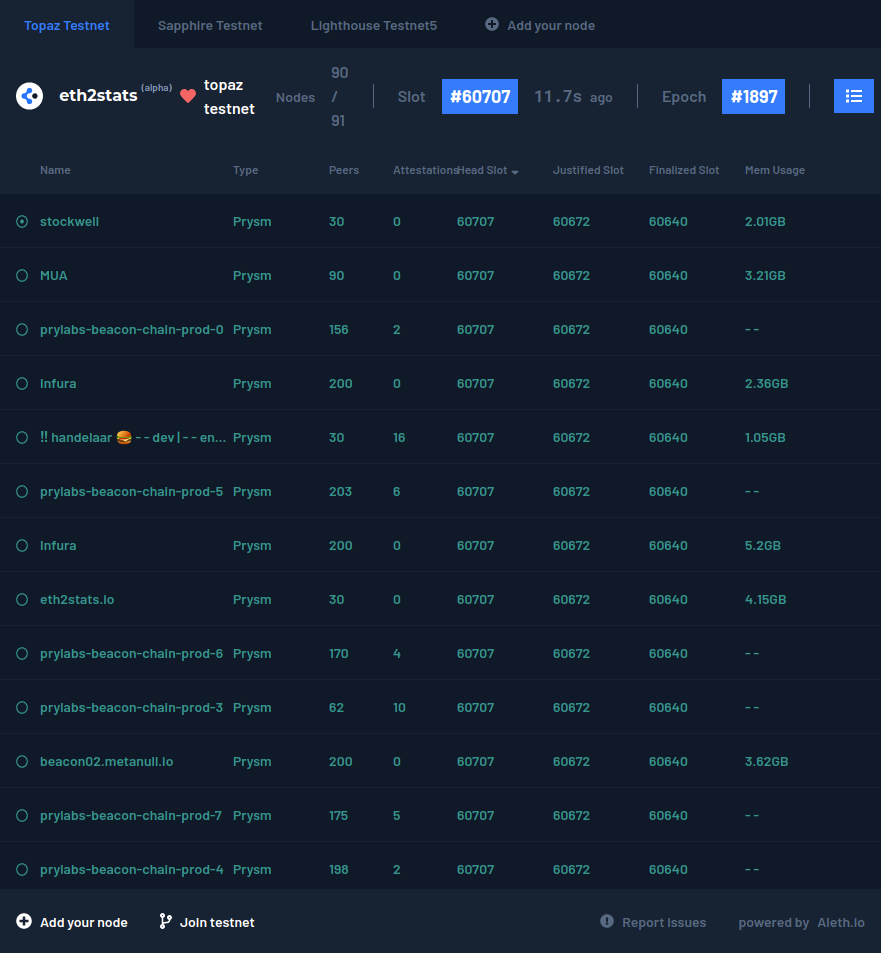 Topaz Testnet Sapphire Testnet Lighthouse Testnet5 Add your node
eth2stats (alpha) topaz testnet Nodes 90 / 91 Slot #60707 11.7s ago Epoch #1897
Name Type Peers Attestations Head Slot Justified Slot Finalized Slot Mem Usage
stockwell Prysm 30 0 60707 60672 60640 2.01GB
MUA Prysm 90 0 60707 60672 60640 3.21GB
prylabs-beacon-chain-prod-0 Prysm 156 2 60707 60672 60640 - -
Infura Prysm 200 0 60707 60672 60640 2.36GB
!! handelaar 🍔 - - dev | - - en... Prysm 30 16 60707 60672 60640 1.05GB
prylabs-beacon-chain-prod-5 Prysm 203 6 60707 60672 60640 - -
Infura Prysm 200 0 60707 60672 60640 5.2GB
eth2stats.io Prysm 30 0 60707 60672 60640 4.15GB
prylabs-beacon-chain-prod-6 Prysm 170 4 60707 60672 60640 - -
prylabs-beacon-chain-prod-3 Prysm 62 10 60707 60672 60640 - -
beacon02.metanull.io Prysm 200 0 60707 60672 60640 3.62GB
prylabs-beacon-chain-prod-7 Prysm 175 5 60707 60672 60640 - -
prylabs-beacon-chain-prod-4 Prysm 198 2 60707 60672 60640 - -
Add your node Join testnet Report Issues powered by Aleth.io